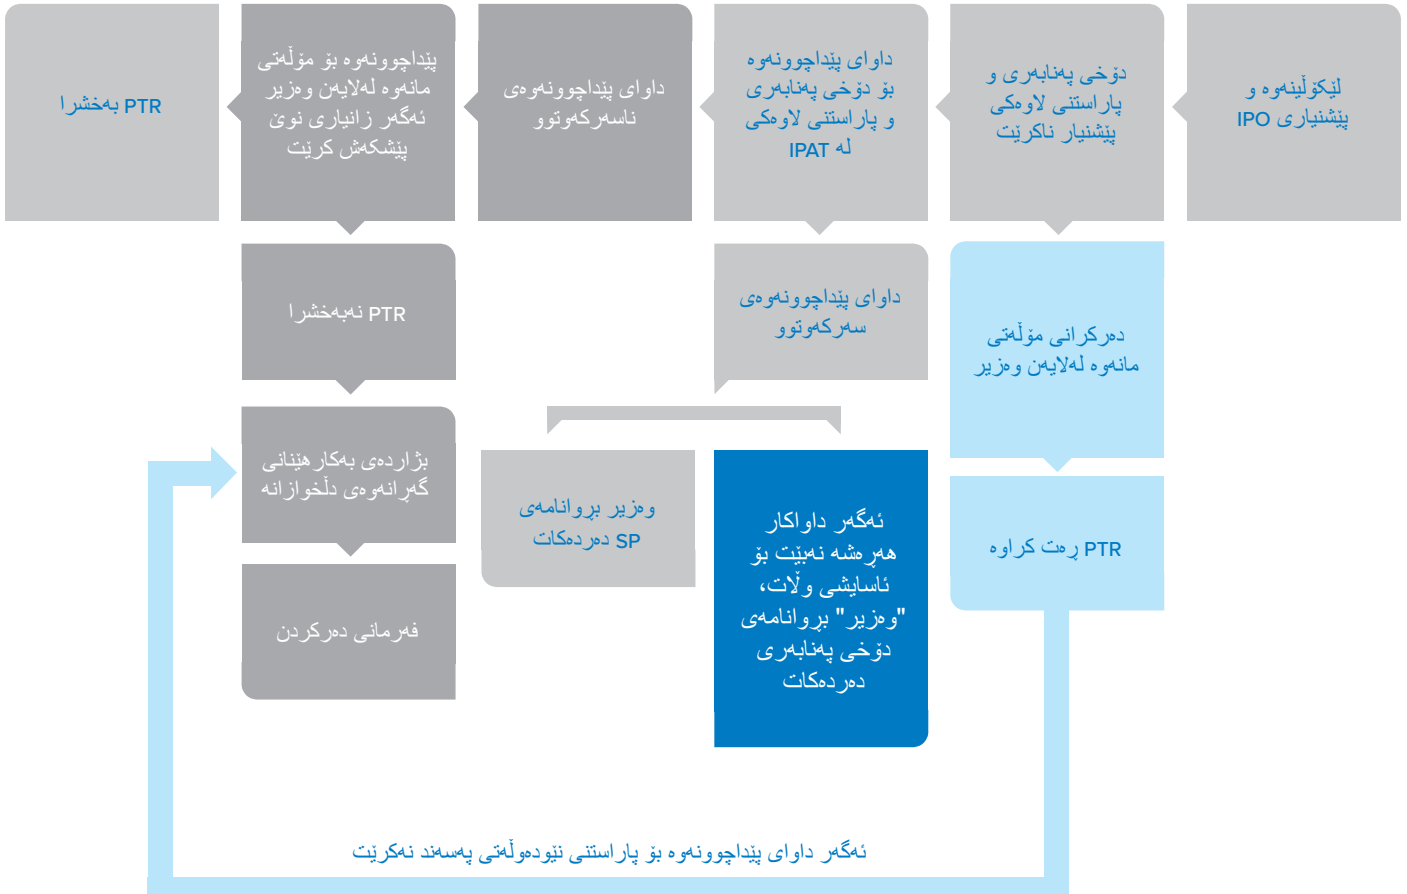 لێکۆڵینەوە و
پێشنیاری IPO
دۆخی پەنابەری و
پاراستنی لاوەکی
پێشنیار ناکرێت
داوای پێداچوونەوە
بۆ دۆخی پەنابەری
و پاراستنی لاوەکی
لە IPAT
داوای پێداچوونەوەی
ناسەرکەوتوو
پێداچوونەوە بۆ مۆڵەتی
مانەوە لەلایەن وەزیر
ئەگەر زانیاری نوێ
پێشکەش کرێت
PTR بەخشرا
دەرکرانی مۆڵەتی
مانەوە لەلایەن وەزیر
PTR ڕەت کراوە
داوای پێداچوونەوەی
سەرکەوتوو
ئەگەر داواکار
هەڕەشە نەبێت بۆ
ئاسایشی وڵات،
"وەزیر" بڕوانامەی
دۆخی پەنابەری
دەردەکات
وەزیر بڕوانامەی
SP دەردەکات
PTR نەبەخشرا
بژاردەی بەکارهێنانی
گەڕانەوەی دڵخوازانە
فەرمانی دەرکردن
ئەگەر داوای پێداچوونەوە بۆ پاراستنی نێودەوڵەتی پەسەند نەکرێت